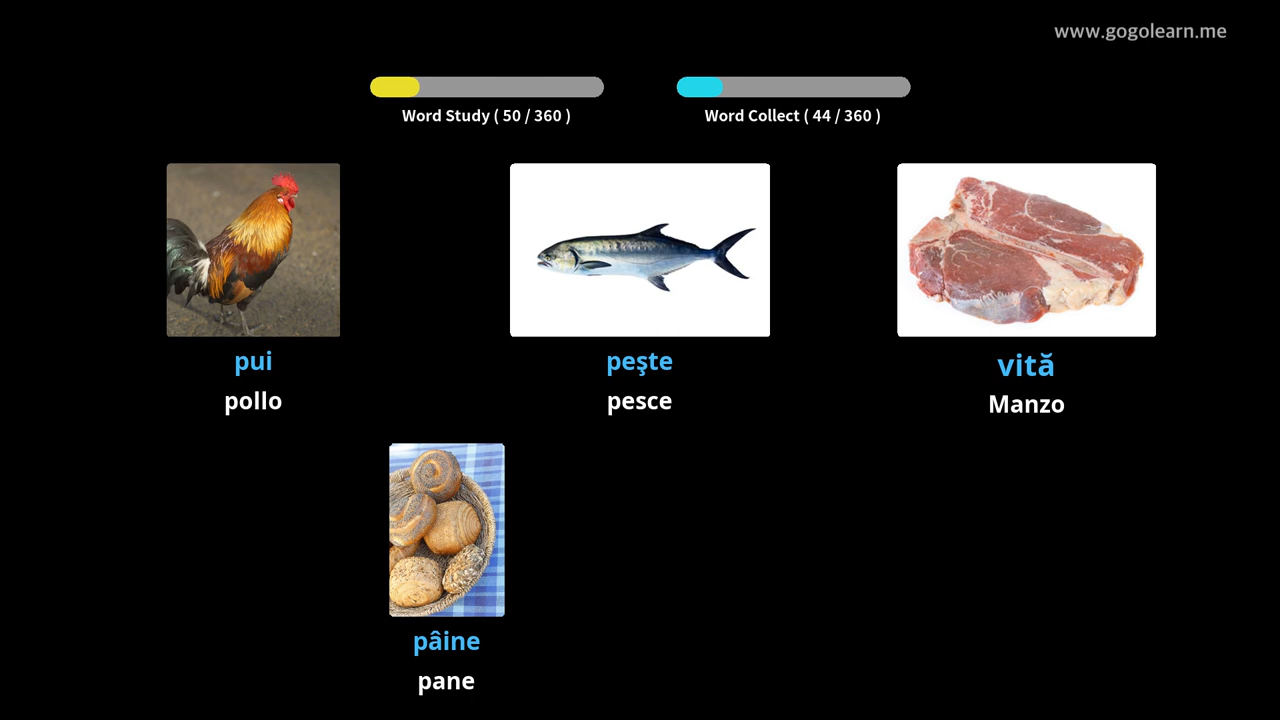 www.gogolearn.me
Word Study ( 50 / 360 )
Word Collect ( 44 / 360 )
pui
peşte
vită
pollo
pesce
Manzo
pâine
pane